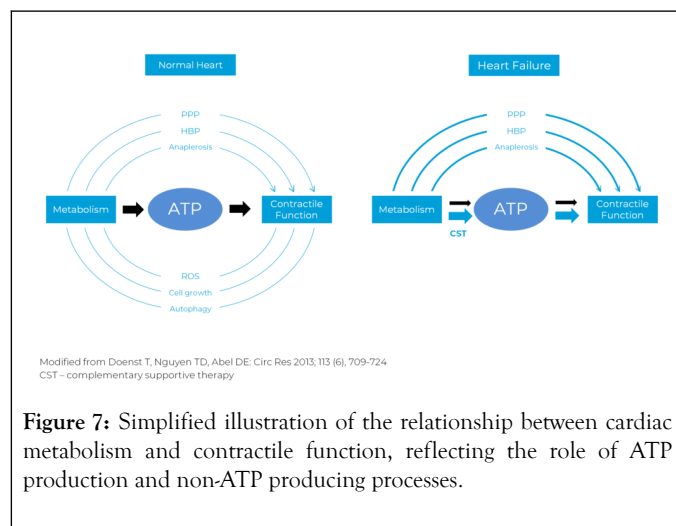 Normal Heart
PPP
HBP
Anaplerosis
Metabolism
ATP
Contractile
Function
ROS
Cell growth
Autophagy
Heart Failure
PPP
HBP
Anaplerosis
Metabolism
CST
ATP
Contractile
Function
Modified from Doenst T, Nguyen TD, Abel DE: Circ Res 2013; 113 (6), 709-724
CST – complementary supportive therapy
Figure 7: Simplified illustration of the relationship between cardiac
metabolism and contractile function, reflecting the role of ATP
production and non-ATP producing processes.